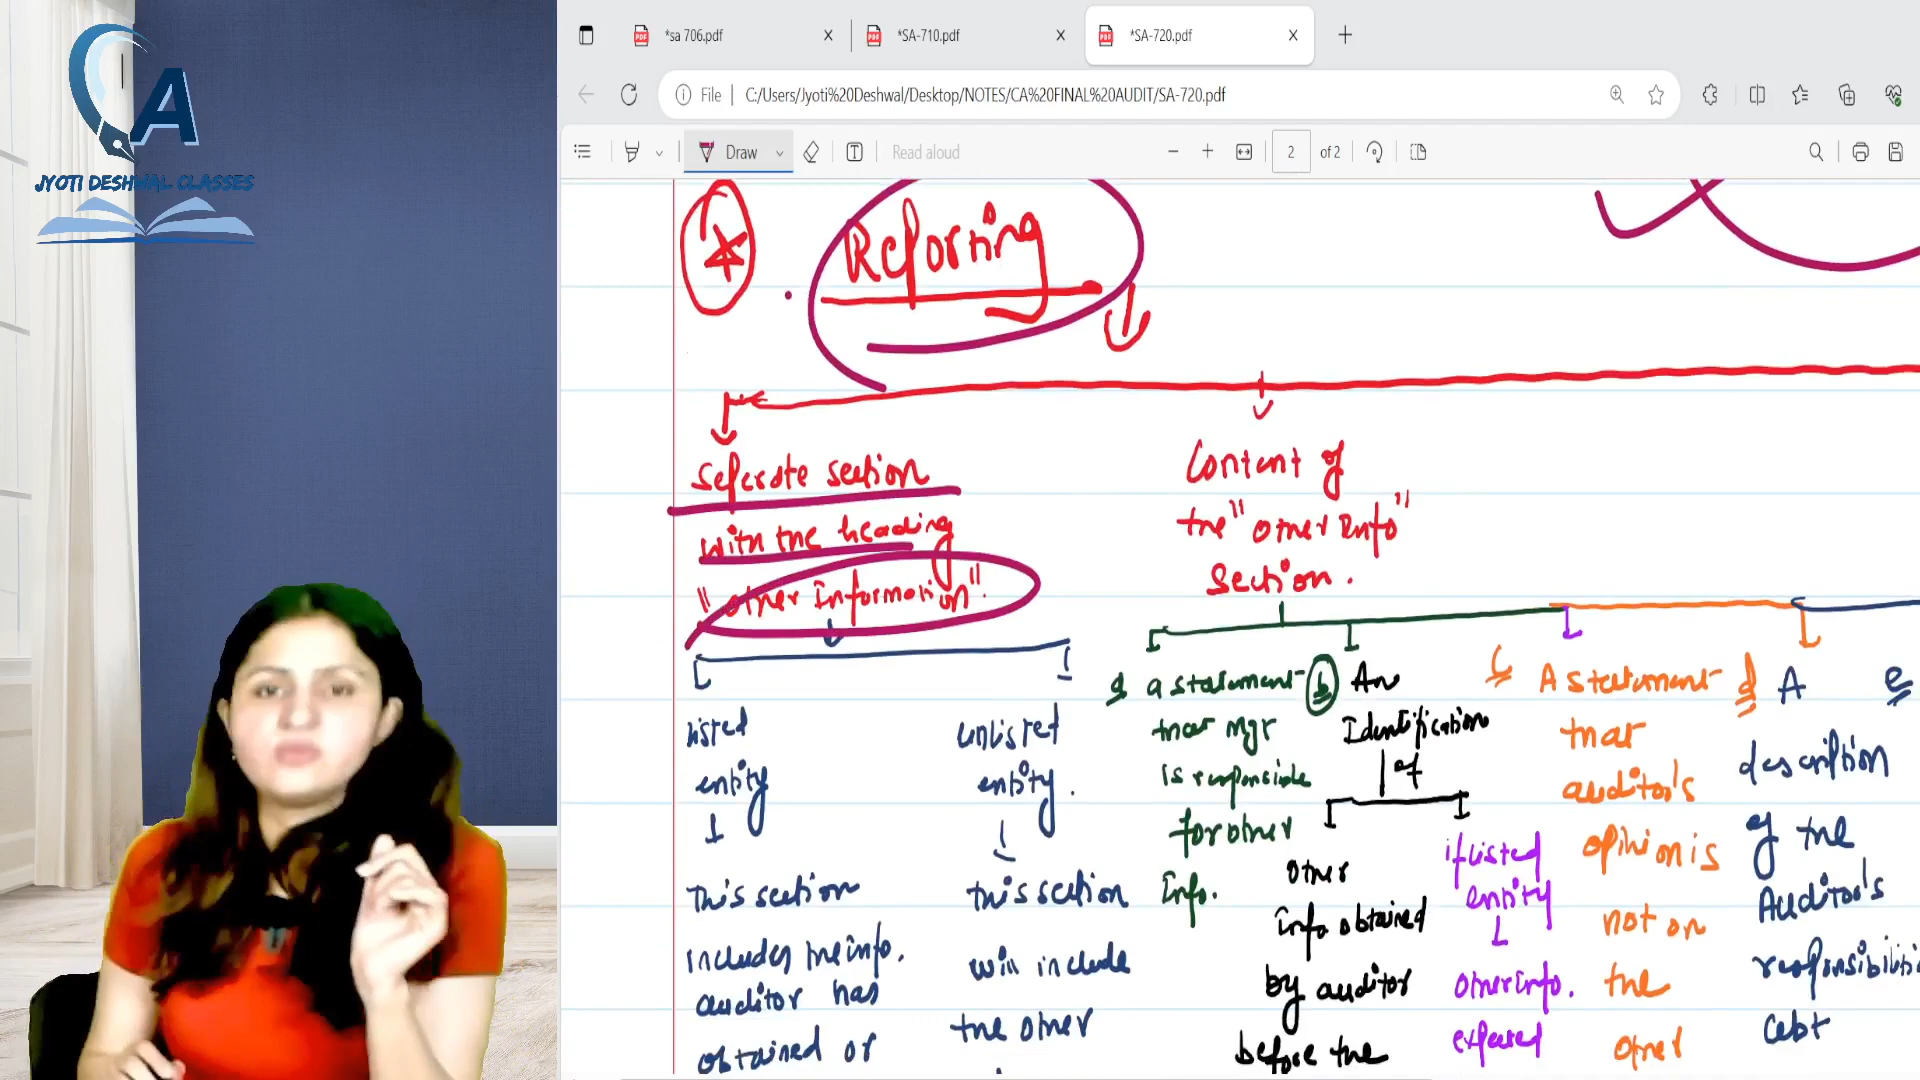 CA
JYOTI DESHWAL CLASSES
*sa 706.pdf
*SA-710.pdf
*SA-720.pdf
File
C:/Users/Jyoti%20Deshwal/Desktop/NOTES/CA%20FINAL%20AUDIT/SA-720.pdf
Draw
Read aloud
2
of 2
Reporting
Seperate section
with the heading
"other Information".
listed
entity
This section
includes the info.
auditor has
obtained or
unlisted
entity.
this section
will include
the other
Content of
the "other Info"
Section.
a a statement
that mgr
is responsible
for other
Info.
b An
Identification
of
other
info obtained
by auditor
before the
if listed
entity
other info.
expected
c A statement
that
auditor's
opinion is
not on
the
other
d A
description
of the
Auditor's
e